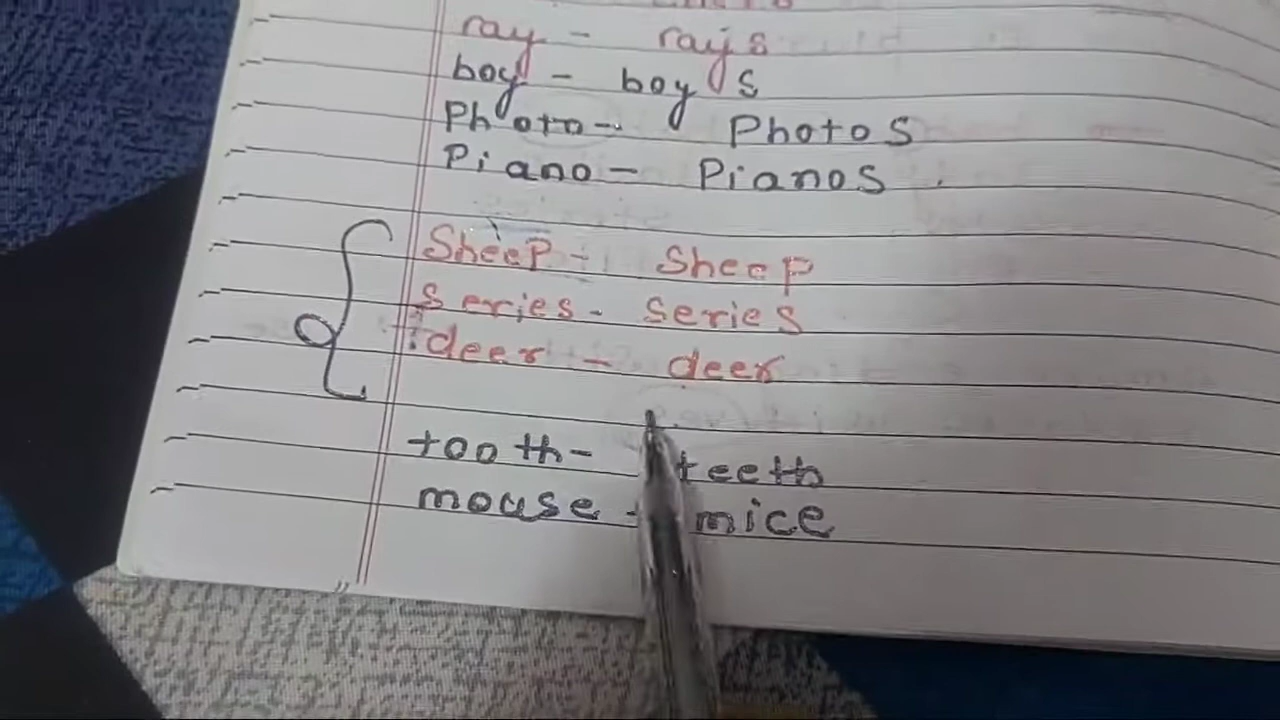 ray - rays
boy - boys
Photo - Photos
Piano - Pianos
Sheep - Sheep
series - series
deer - deer
tooth - teeth
mouse - mice